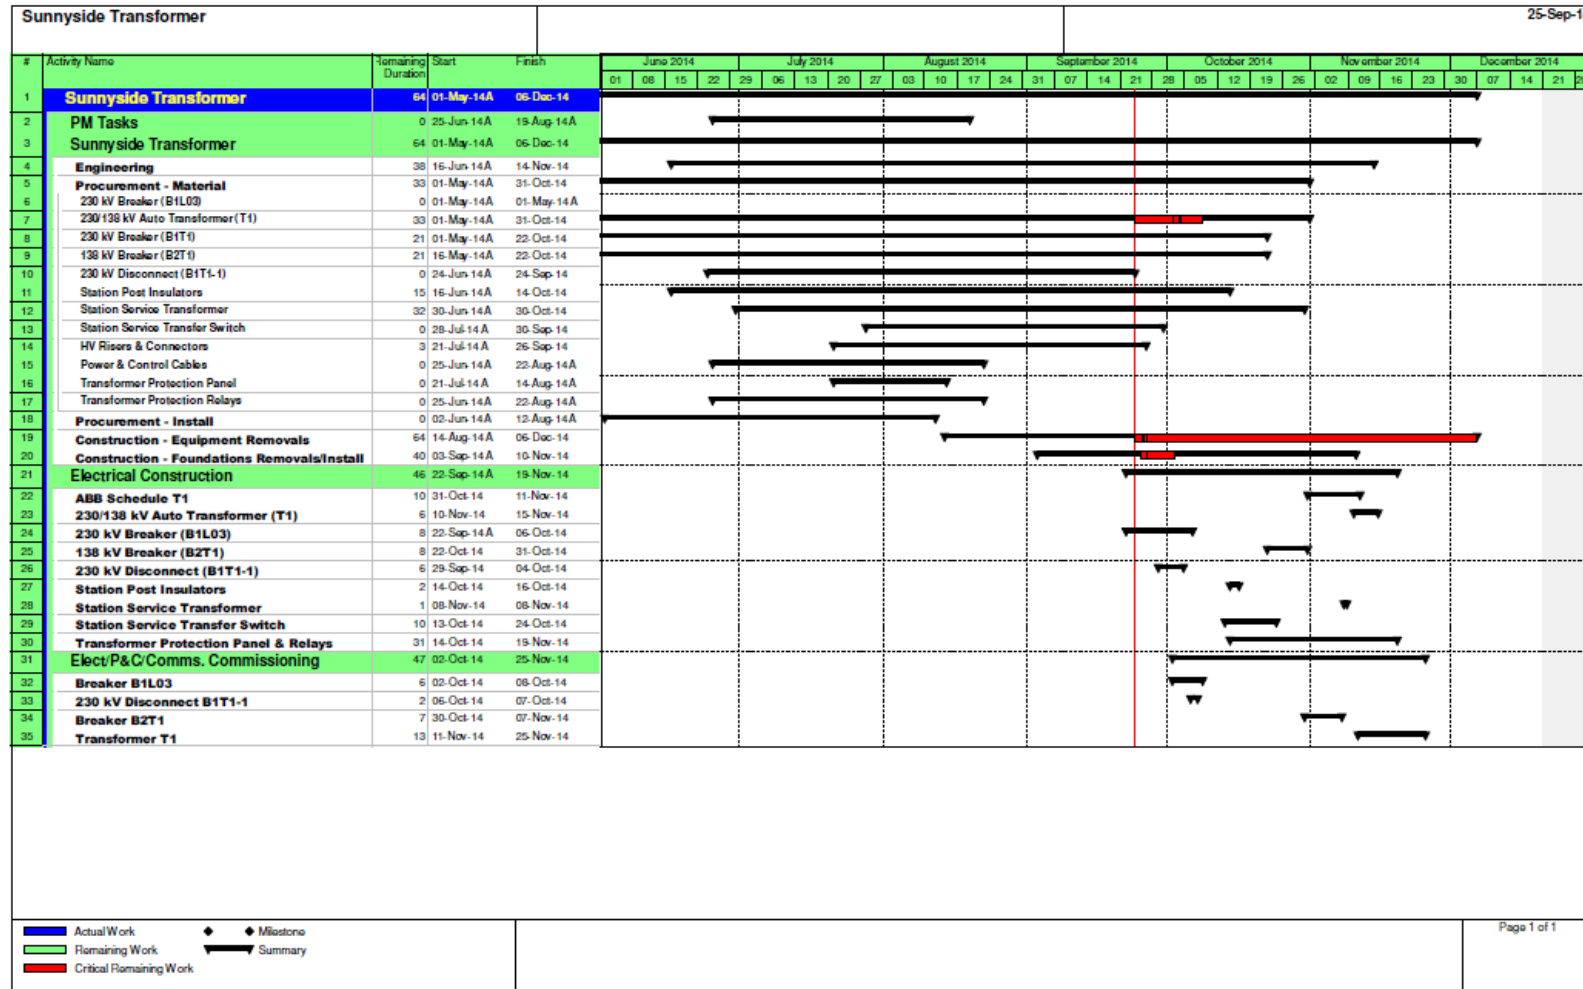 Sunnyside Transformer 25-Sep-1
# Activity Name Remaining Duration Start Finish
June 2014 July 2014 August 2014 September 2014 October 2014 November 2014 December 2014
01 08 15 22 29 06 13 20 27 03 10 17 24 31 07 14 21 28 05 12 19 26 02 09 16 23 30 07 14 21 2
1 Sunnyside Transformer 64 01-May-14A 06-Dec-14
2 PM Tasks 0 25-Jun-14A 19-Aug-14A
3 Sunnyside Transformer 64 01-May-14A 06-Dec-14
4 Engineering 38 16-Jun-14A 14-Nov-14
5 Procurement - Material 33 01-May-14A 31-Oct-14
6 230 kV Breaker (B1L03) 0 01-May-14A 01-May-14A
7 230/138 kV Auto Transformer (T1) 33 01-May-14A 31-Oct-14
8 230 kV Breaker (B1T1) 21 01-May-14A 22-Oct-14
9 138 kV Breaker (B2T1) 21 16-May-14A 22-Oct-14
10 230 kV Disconnect (B1T1-1) 0 24-Jun-14A 24-Sep-14
11 Station Post Insulators 15 16-Jun-14A 14-Oct-14
12 Station Service Transformer 32 30-Jun-14A 30-Oct-14
13 Station Service Transfer Switch 0 28-Jul-14A 30-Sep-14
14 HV Risers & Connectors 3 21-Jul-14A 26-Sep-14
15 Power & Control Cables 0 25-Jun-14A 22-Aug-14A
16 Transformer Protection Panel 0 21-Jul-14A 14-Aug-14A
17 Transformer Protection Relays 0 25-Jun-14A 22-Aug-14A
18 Procurement - Install 0 02-Jun-14A 12-Aug-14A
19 Construction - Equipment Removals 64 14-Aug-14A 06-Dec-14
20 Construction - Foundations Removals/Install 40 03-Sep-14A 10-Nov-14
21 Electrical Construction 46 22-Sep-14A 19-Nov-14
22 ABB Schedule T1 10 31-Oct-14 11-Nov-14
23 230/138 kV Auto Transformer (T1) 6 10-Nov-14 15-Nov-14
24 230 kV Breaker (B1L03) 8 22-Sep-14A 06-Oct-14
25 138 kV Breaker (B2T1) 8 22-Oct-14 31-Oct-14
26 230 kV Disconnect (B1T1-1) 6 29-Sep-14 04-Oct-14
27 Station Post Insulators 2 14-Oct-14 16-Oct-14
28 Station Service Transformer 1 08-Nov-14 08-Nov-14
29 Station Service Transfer Switch 10 13-Oct-14 24-Oct-14
30 Transformer Protection Panel & Relays 31 14-Oct-14 19-Nov-14
31 Elect/P&C/Comms. Commissioning 47 02-Oct-14 25-Nov-14
32 Breaker B1L03 6 02-Oct-14 08-Oct-14
33 230 kV Disconnect B1T1-1 2 06-Oct-14 07-Oct-14
34 Breaker B2T1 7 30-Oct-14 07-Nov-14
35 Transformer T1 13 11-Nov-14 25-Nov-14
Actual Work Milestone Page 1 of 1
Remaining Work Summary
Critical Remaining Work